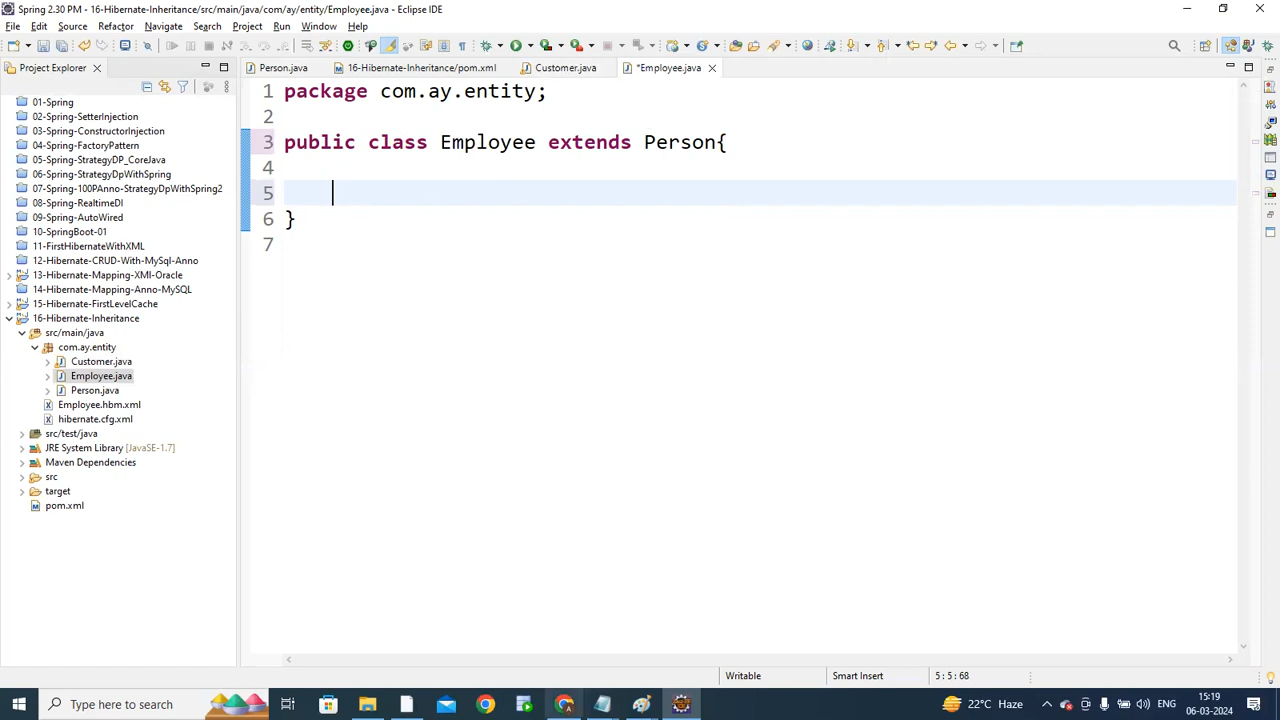 Spring 2.30 PM - 16-Hibernate-Inheritance/src/main/java/com/ay/entity/Employee.java - Eclipse IDE
File Edit Source Refactor Navigate Search Project Run Window Help
Project Explorer
Person.java 16-Hibernate-Inheritance/pom.xml Customer.java *Employee.java
01-Spring
02-SetterInjection
03-ConstructorInjection
04-FactoryPattern
05-Spring-StrategyDP_CoreJava
06-Spring-StrategyDpWithSpring
07-Spring-100PAnno-StrategyDpWithSpring2
08-Spring-RealtimeDI
09-Spring-AutoWired
10-SpringBoot-01
11-FirstHibernateWithXML
12-Hibernate-CRUD-With-MySql-Anno
13-Hibernate-Mapping-XMl-Oracle
14-Hibernate-Mapping-Anno-MySQL
15-Hibernate-FirstLevelCache
16-Hibernate-Inheritance
src/main/java
com.ay.entity
Customer.java
Employee.java
Person.java
Employee.hbm.xml
hibernate.cfg.xml
src/test/java
JRE System Library [JavaSE-1.7]
Maven Dependencies
src
target
pom.xml
1 package com.ay.entity;
2
3 public class Employee extends Person{
4
5
6 }
7
Writable Smart Insert 5 : 5 : 68
Type here to search
22°C Haze
ENG
15:19
06-03-2024